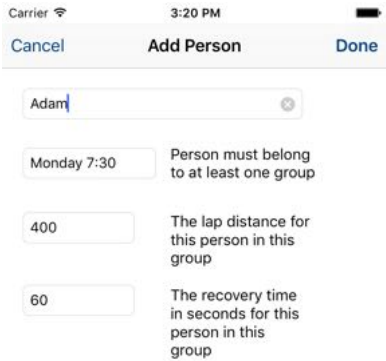 Carrier 3:20 PM
Cancel Add Person Done
Adam
Monday 7:30
Person must belong
to at least one group
400
The lap distance for
this person in this
group
60
The recovery time
in seconds for this
person in this
group